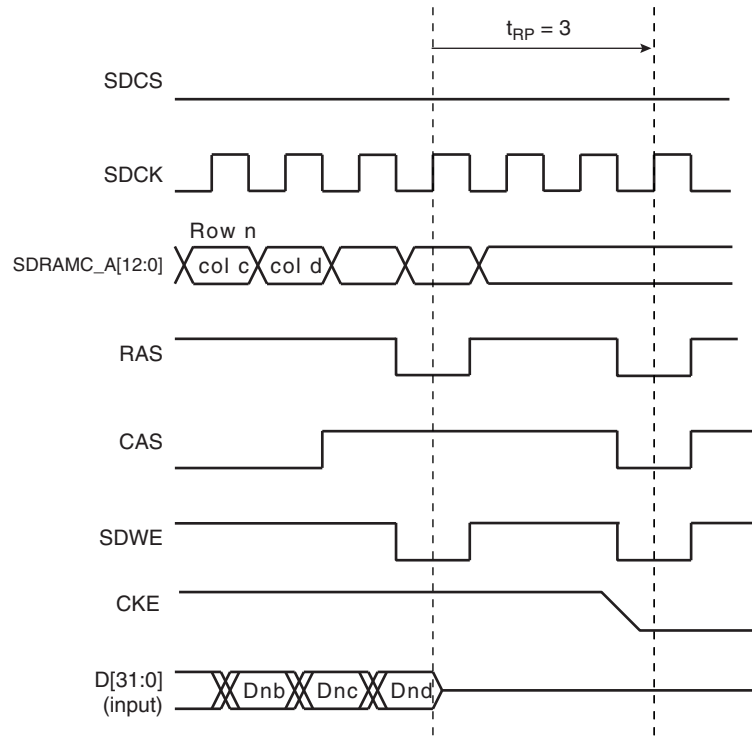 tRP = 3
SDCS
SDCK
Row n
SDRAMC_A[12:0]
col c
col d
RAS
CAS
SDWE
CKE
D[31:0]
(input)
Dnb
Dnc
Dnd